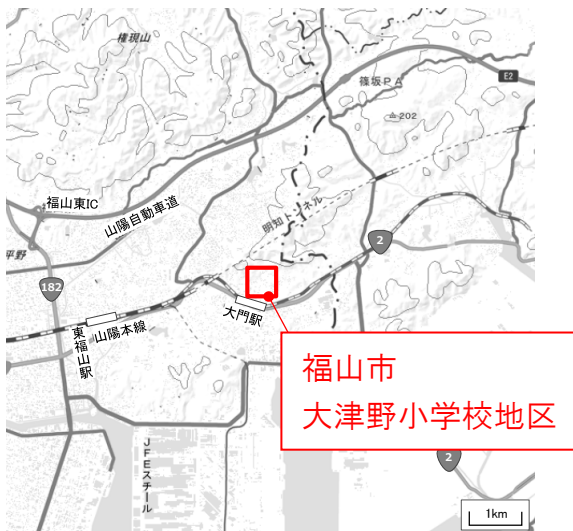 権現山
篠坂PA
E2
202
福山東IC
山陽自動車道
明知トンネル
平野
2
182
大門駅
山陽本線
東福山駅
福山市
大津野小学校地区
JFEスチール
2
1km